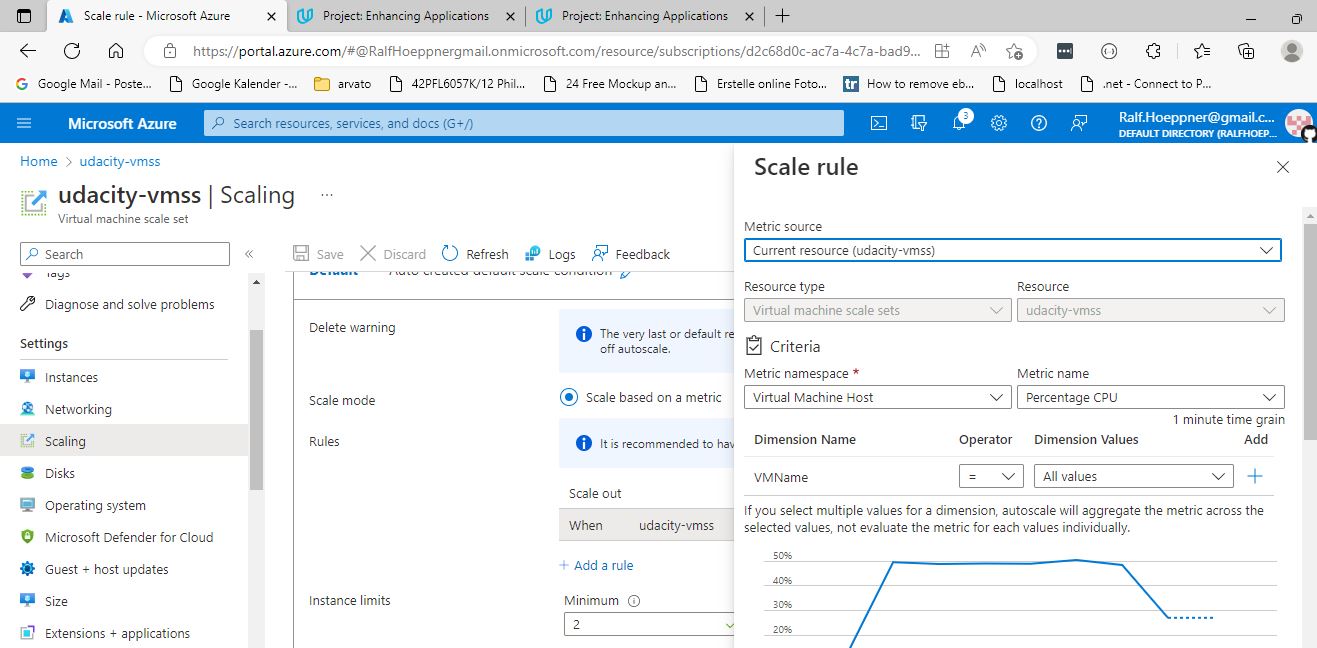 Scale rule - Microsoft Azure
Project: Enhancing Applications
Project: Enhancing Applications
https://portal.azure.com/#@RalfHoeppnergmail.onmicrosoft.com/resource/subscriptions/d2c68d0c-ac7a-4c7a-bad9...
Google Mail - Poste...
Google Kalender -...
arvato
42PFL6057K/12 Phil...
24 Free Mockup an...
Erstelle online Foto...
tr
How to remove eb...
localhost
.net - Connect to P...
Microsoft Azure
Search resources, services, and docs (G+/)
3
Ralf.Hoeppner@gmail.c...
DEFAULT DIRECTORY (RALFHOEP...
Home > udacity-vmss
udacity-vmss | Scaling
...
Virtual machine scale set
Search
«
Tags
Diagnose and solve problems
Settings
Instances
Networking
Scaling
Disks
Operating system
Microsoft Defender for Cloud
Guest + host updates
Size
Extensions + applications
Save
Discard
Refresh
Logs
Feedback
Default
Auto created default scale condition
Delete warning
The very last or default re
off autoscale.
Scale mode
Scale based on a metric
Rules
It is recommended to hav
Scale out
When
udacity-vmss
+ Add a rule
Instance limits
Minimum
2
Scale rule
Metric source
Current resource (udacity-vmss)
Resource type
Resource
Virtual machine scale sets
udacity-vmss
Criteria
Metric namespace *
Metric name
Virtual Machine Host
Percentage CPU
1 minute time grain
Dimension Name
Operator
Dimension Values
Add
VMName
=
All values
+
If you select multiple values for a dimension, autoscale will aggregate the metric across the
selected values, not evaluate the metric for each values individually.
50%
40%
30%
20%